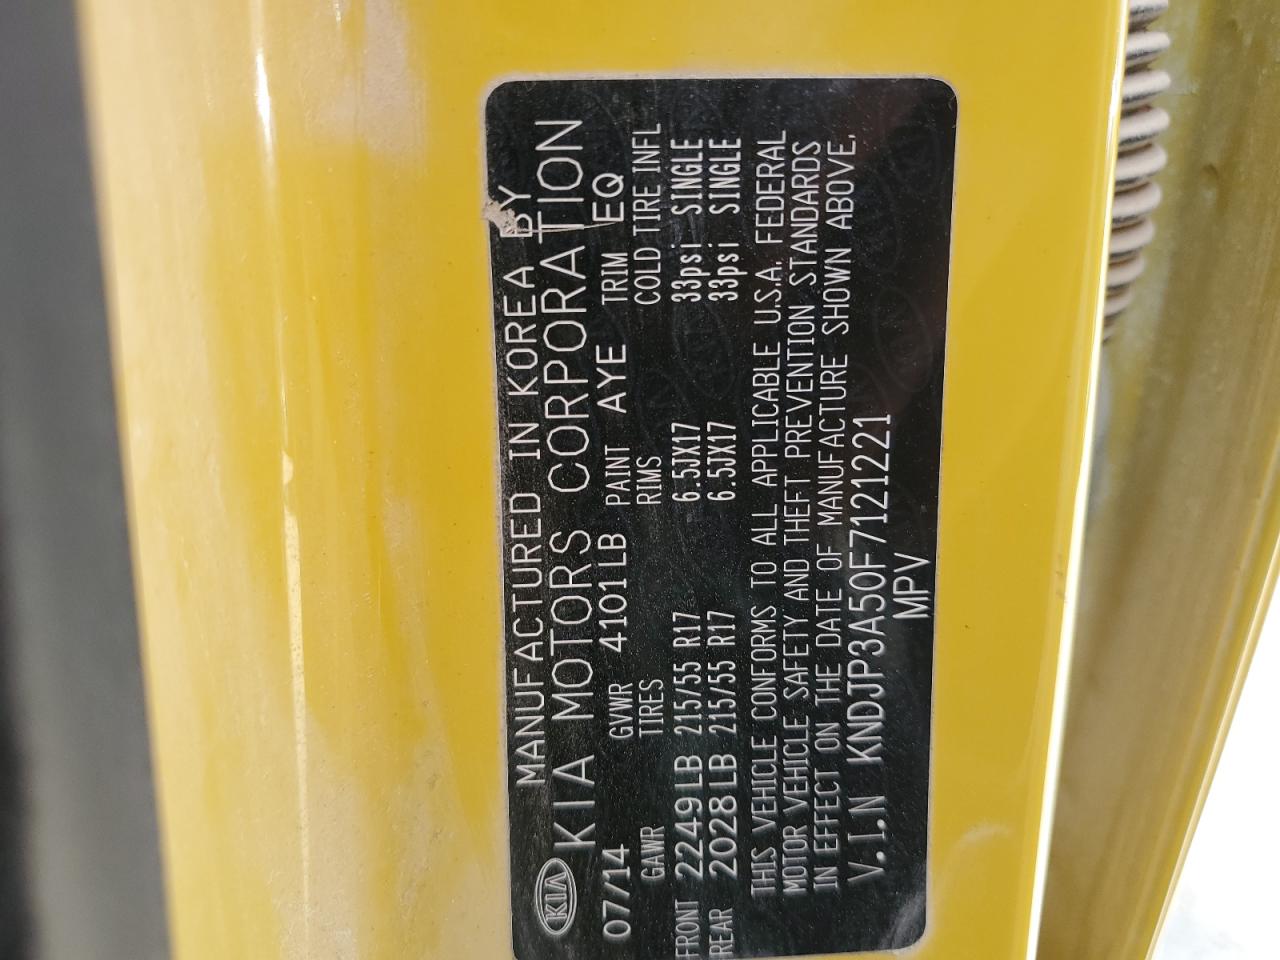 MANUFACTURED IN KOREA BY
KIA KIA MOTORS CORPORATION
07/14 GVWR 4101LB PAINT AYE TRIM EQ
GAWR TIRES RIMS COLD TIRE INFL
FRONT 2249LB 215/55 R17 6.5JX17 33psi SINGLE
REAR 2028LB 215/55 R17 6.5JX17 33psi SINGLE
THIS VEHICLE CONFORMS TO ALL APPLICABLE U.S.A. FEDERAL
MOTOR VEHICLE SAFETY AND THEFT PREVENTION STANDARDS
IN EFFECT ON THE DATE OF MANUFACTURE SHOWN ABOVE.
V.I.N KNDJP3A50F7121221
MPV